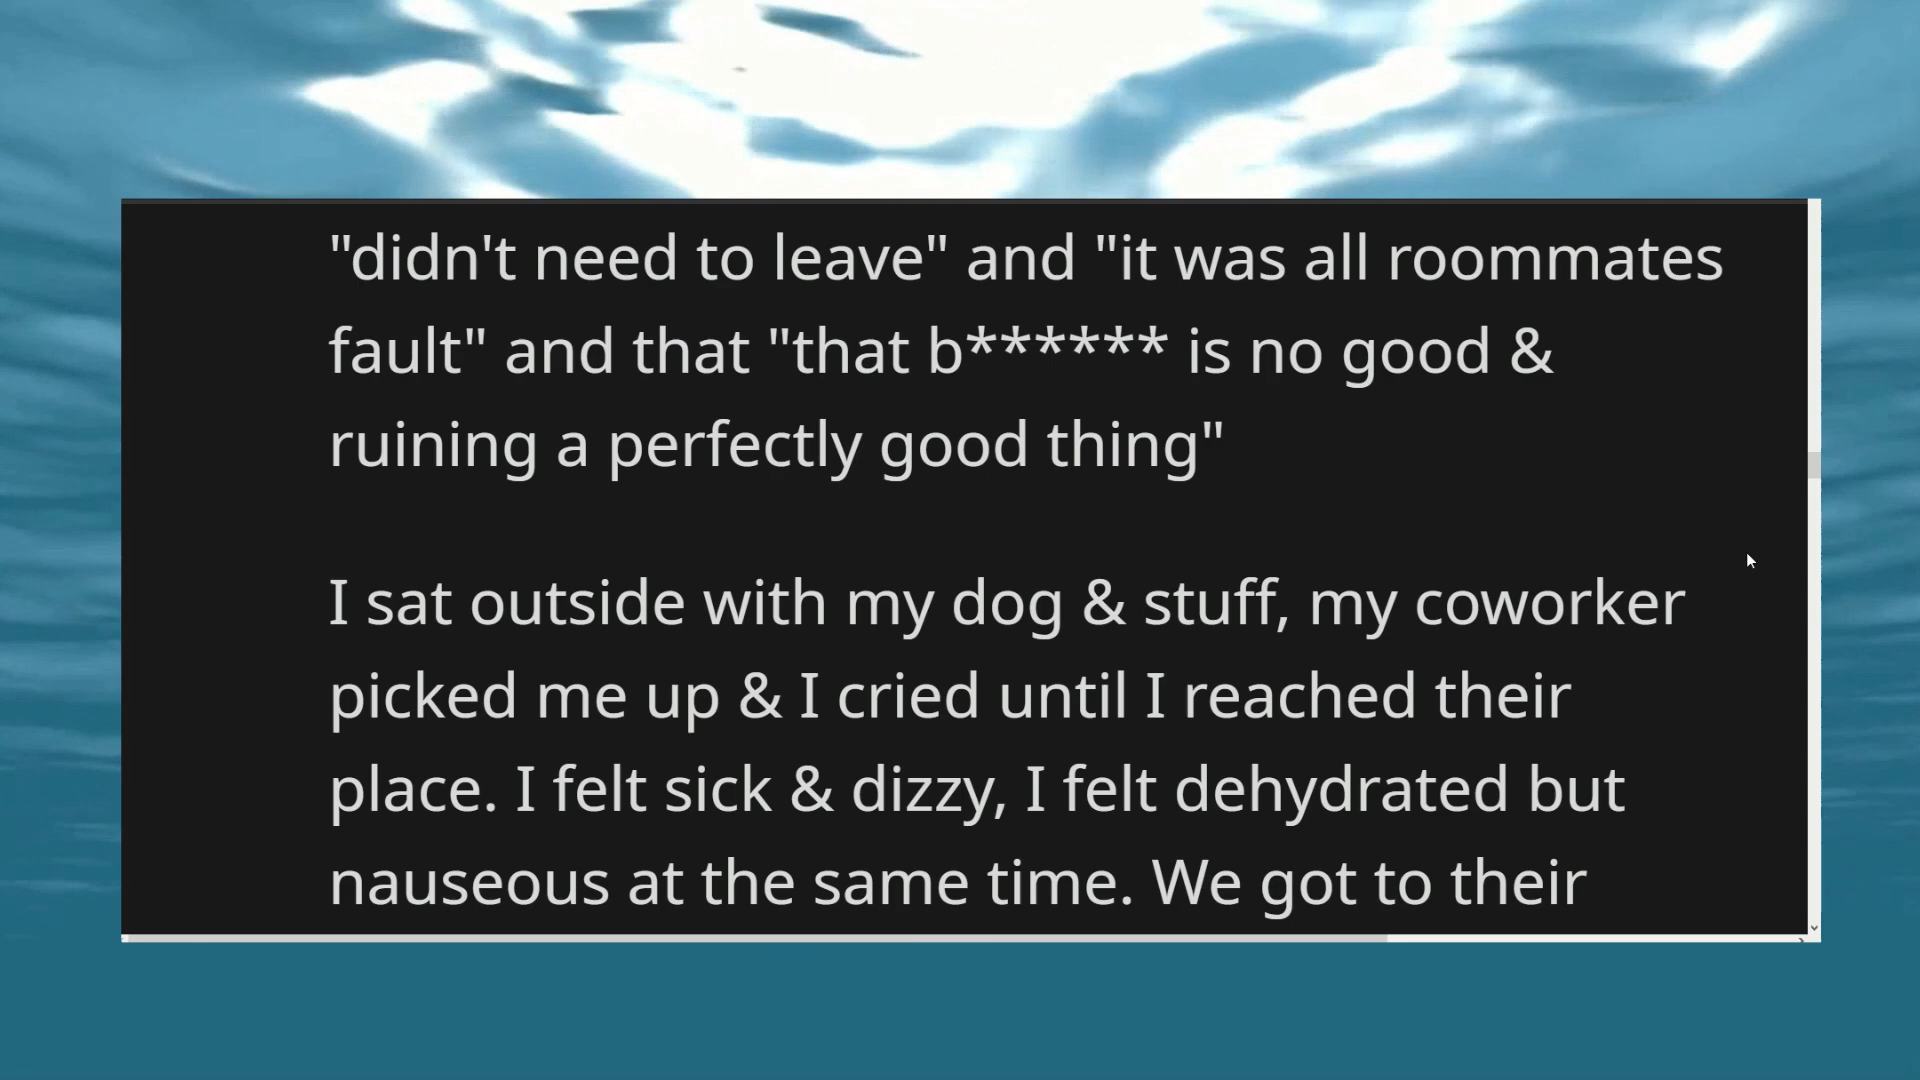 "didn't need to leave" and "it was all roommates
fault" and that "that b****** is no good &
ruining a perfectly good thing"
I sat outside with my dog & stuff, my coworker
picked me up & I cried until I reached their
place. I felt sick & dizzy, I felt dehydrated but
nauseous at the same time. We got to their